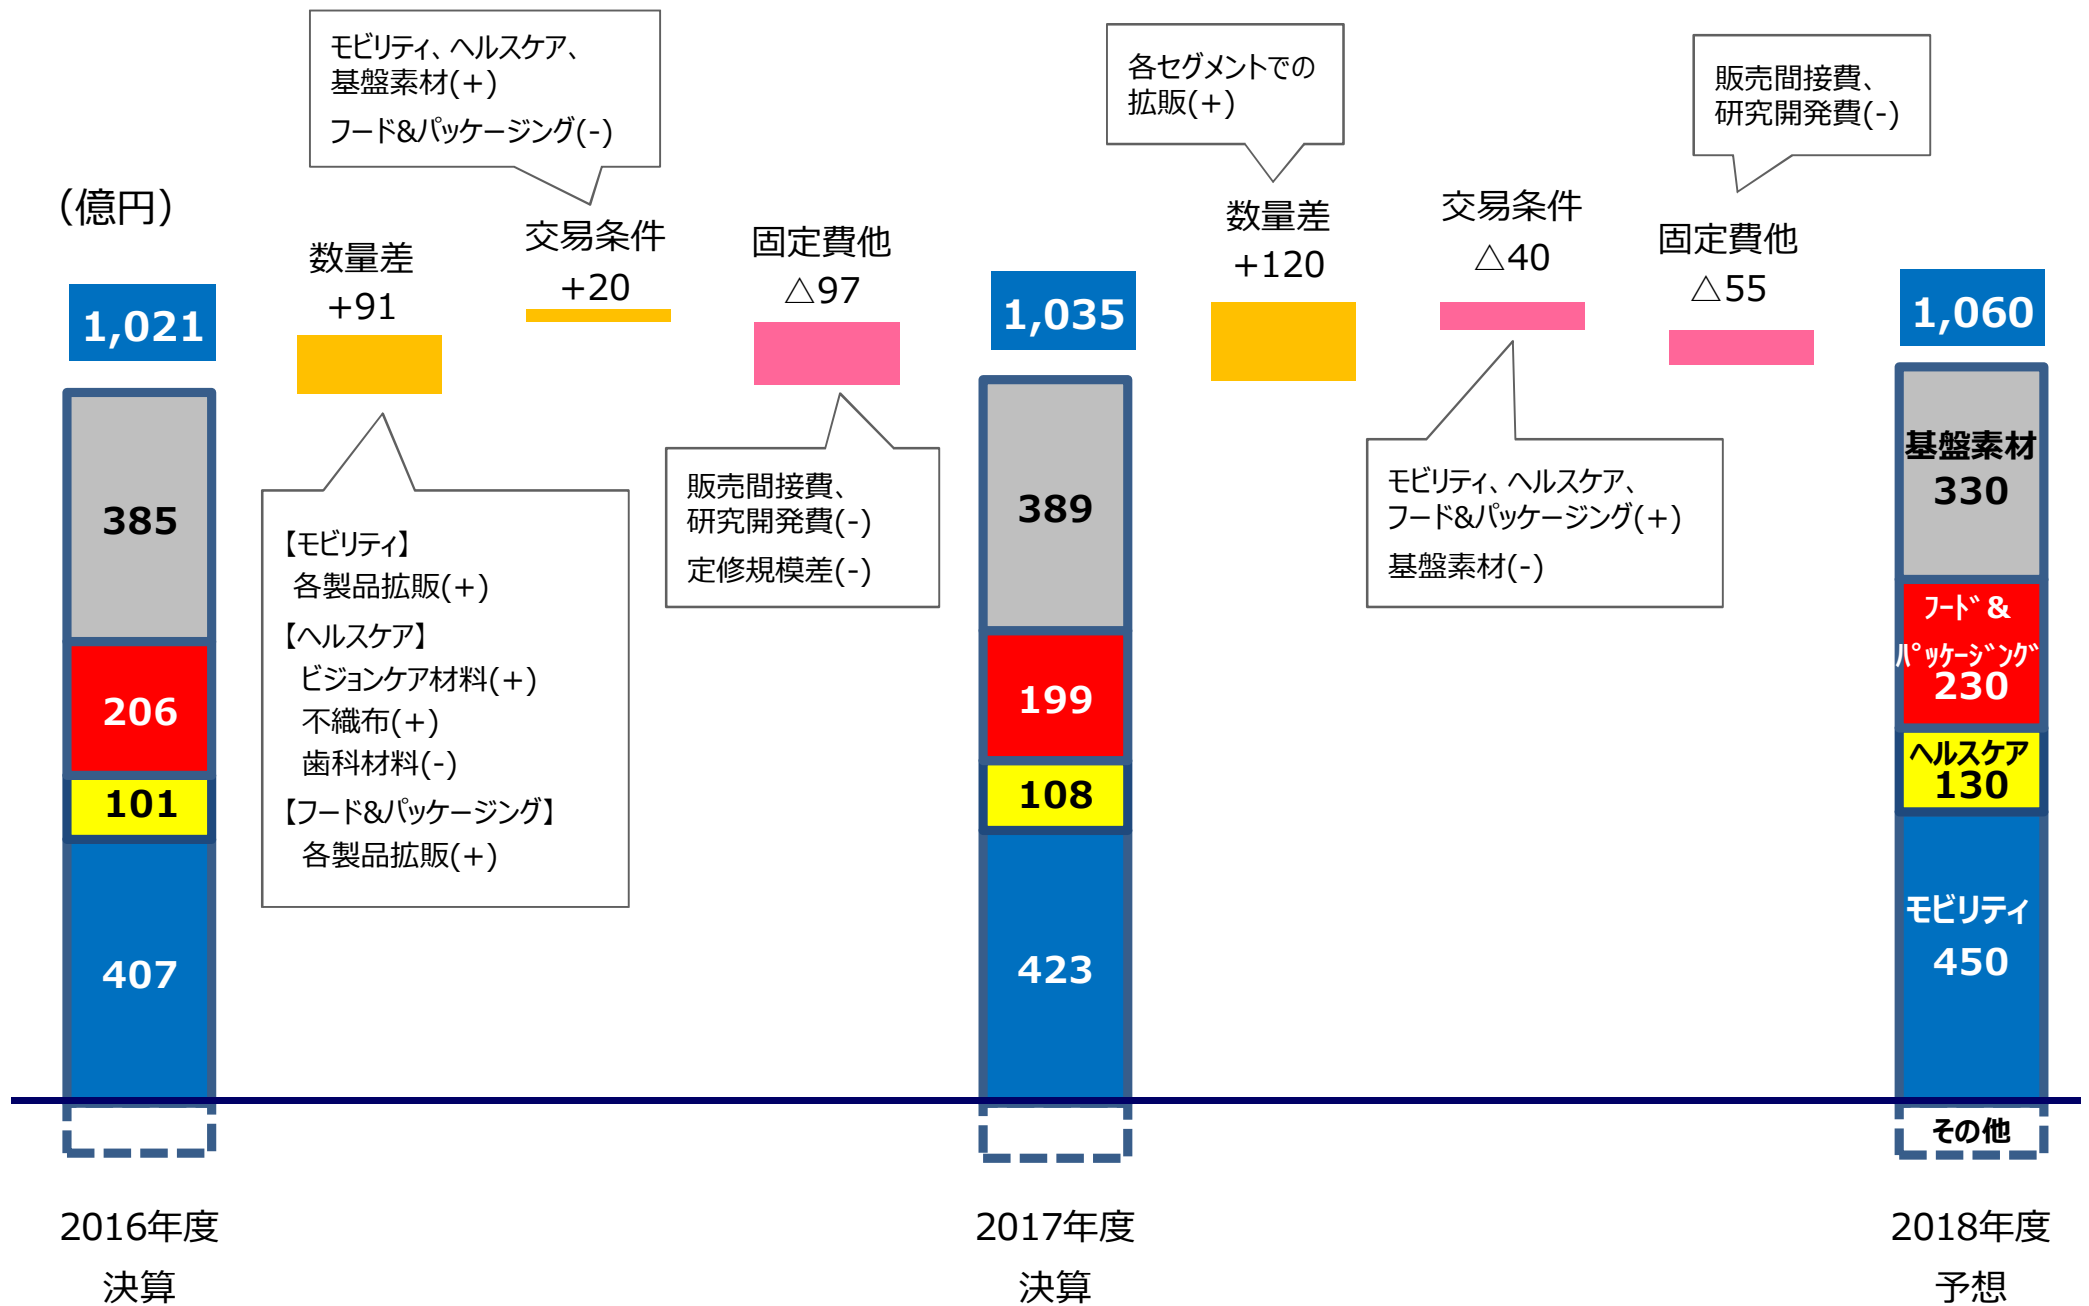 （億円）
モビリティ、ヘルスケア、
基盤素材(+)
フード&パッケージング(-)
各セグメントでの
拡販(+)
販売間接費、
研究開発費(-)
数量差
+91
交易条件
+20
固定費他
△97
数量差
+120
交易条件
△40
固定費他
△55
1,021
1,035
1,060
385
206
101
407
【モビリティ】
各製品拡販(+)
【ヘルスケア】
ビジョンケア材料(+)
不織布(+)
歯科材料(-)
【フード&パッケージング】
各製品拡販(+)
販売間接費、
研究開発費(-)
定修規模差(-)
389
199
108
423
モビリティ、ヘルスケア、
フード&パッケージング(+)
基盤素材(-)
基盤素材
330
ﾌｰﾄﾞ&
ﾊﾟｯｹｰｼﾞﾝｸﾞ
230
ヘルスケア
130
モビリティ
450
その他
2016年度
決算
2017年度
決算
2018年度
予想